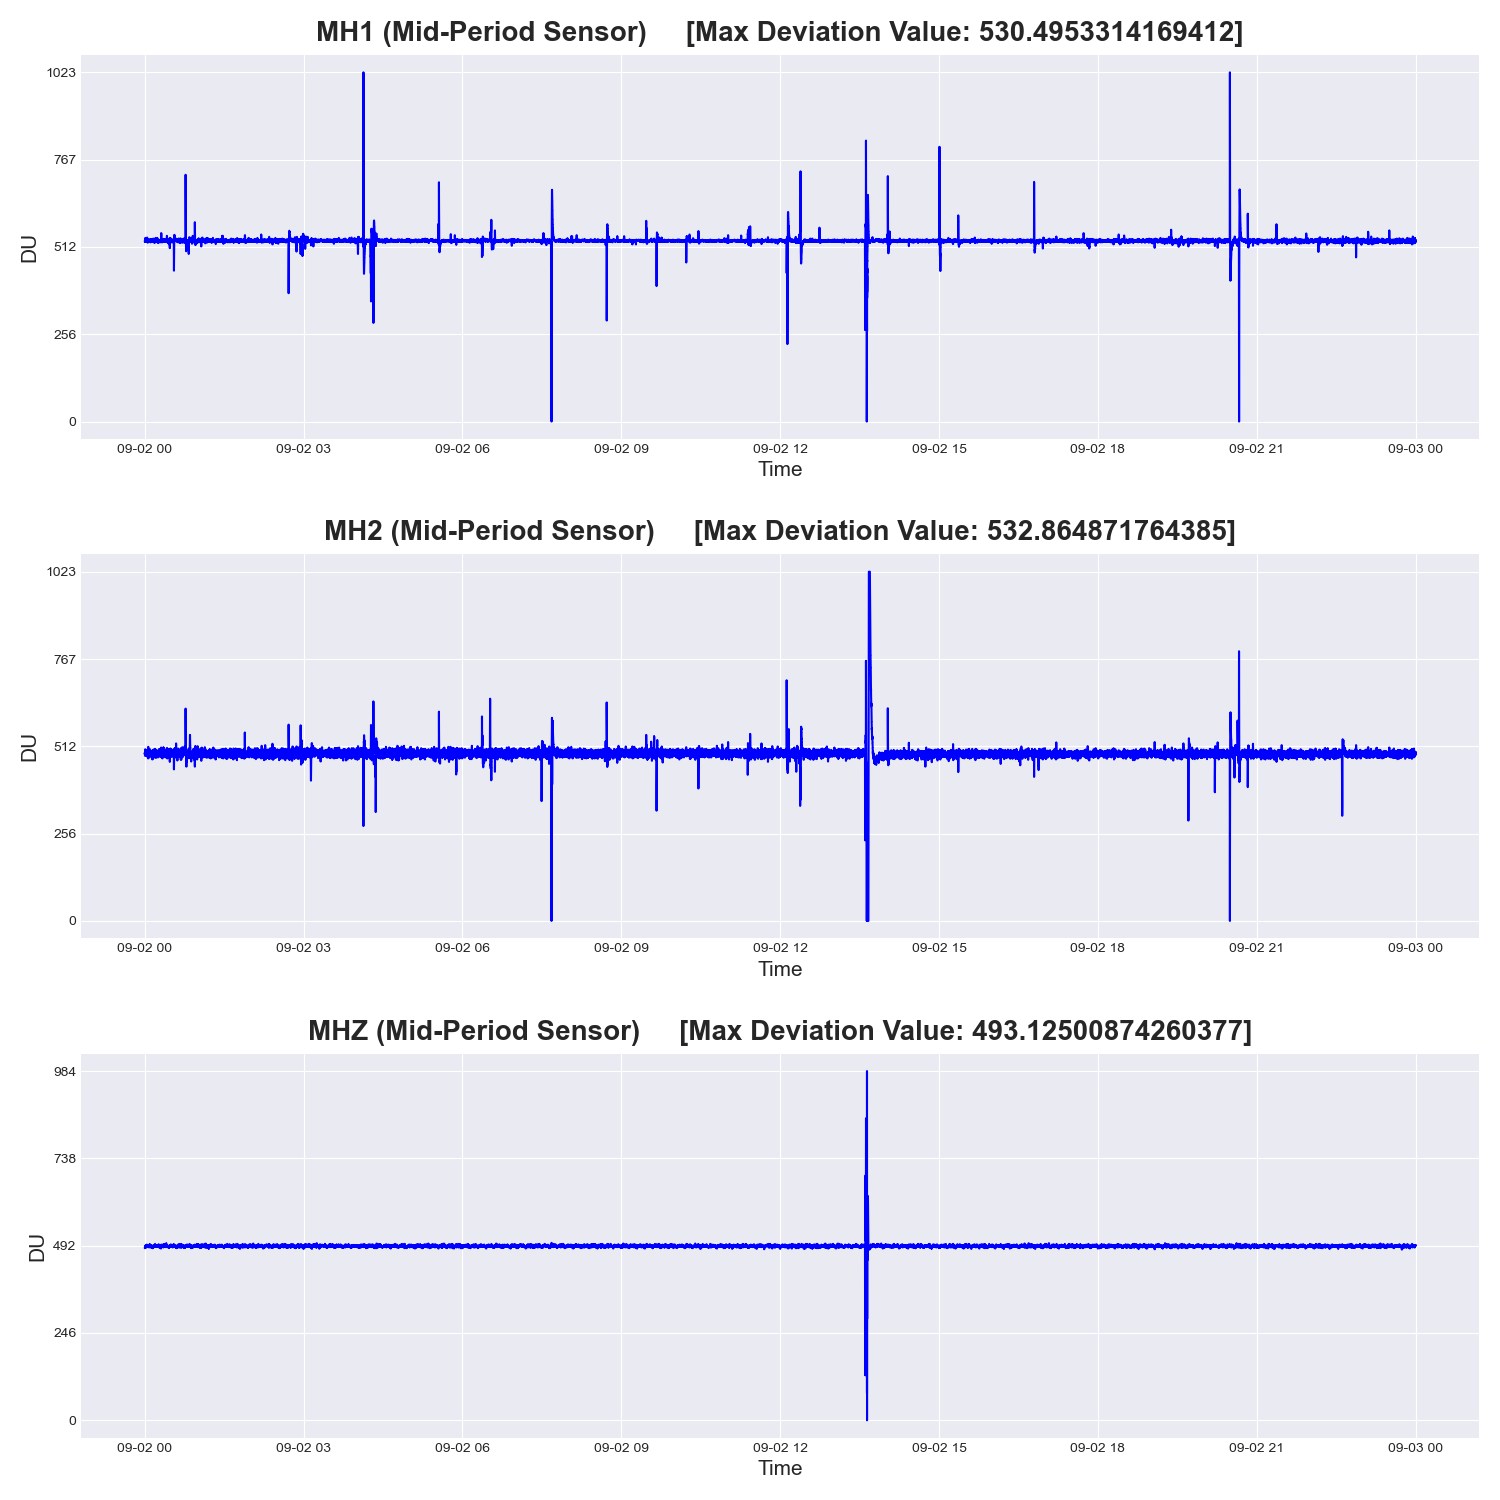 MH1 (Mid-Period Sensor) [Max Deviation Value: 530.4953314169412]
1023
767
512
256
0
DU
09-02 00 09-02 03 09-02 06 09-02 09 09-02 12 09-02 15 09-02 18 09-02 21 09-03 00
Time
MH2 (Mid-Period Sensor) [Max Deviation Value: 532.864871764385]
1023
767
512
256
0
DU
09-02 00 09-02 03 09-02 06 09-02 09 09-02 12 09-02 15 09-02 18 09-02 21 09-03 00
Time
MHZ (Mid-Period Sensor) [Max Deviation Value: 493.12500874260377]
984
738
492
246
0
DU
09-02 00 09-02 03 09-02 06 09-02 09 09-02 12 09-02 15 09-02 18 09-02 21 09-03 00
Time